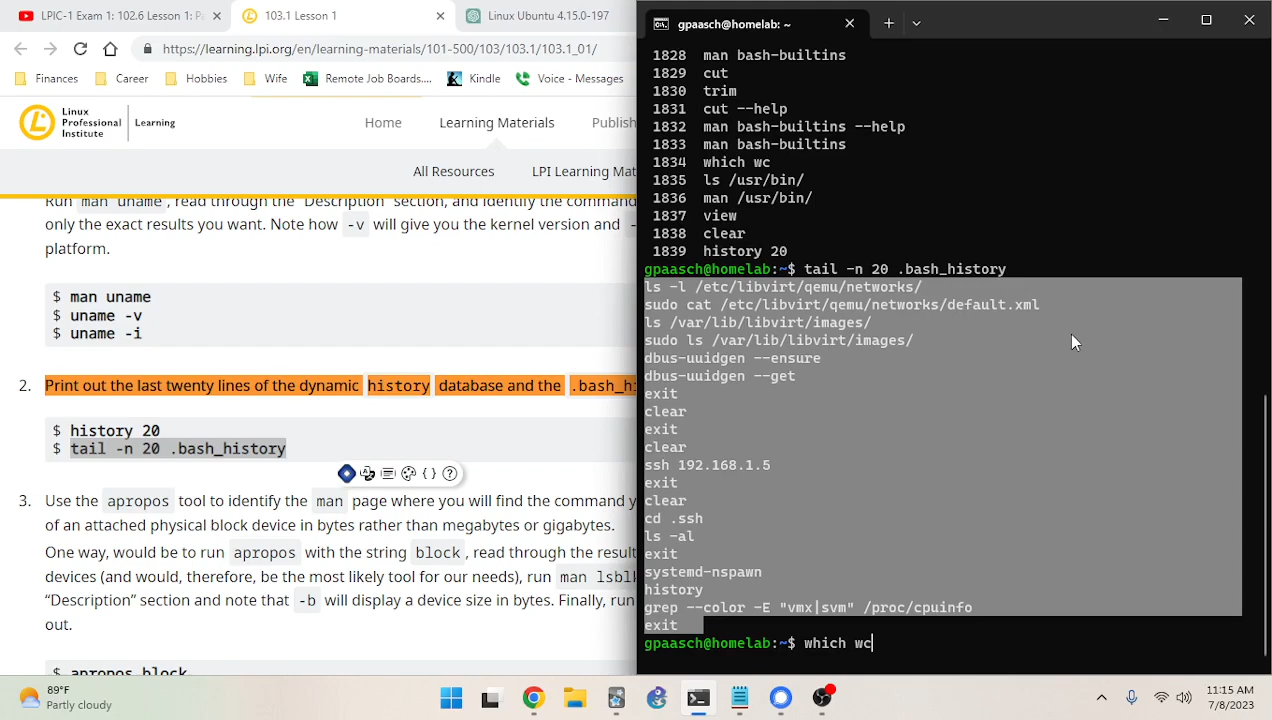 LPIC-1 Exam 1: 102.6 Lesson 1: Pa
103.1 Lesson 1
Linux Ubuntu 4.15.0-197
https://learning.lpi.org/en/learning-materials/101-500/103/103.1/103.1_01/
Finances
Career
Hobbies
Wife
Remote Job Boards....
Kindle
Voice - Messages
Linux
Professional
Institute
Learning
Home
Learning Materials
Publish
All Resources
LPI Learning Mat
Run man uname, read through the "Description" section, and identify the comman
only the exact results you want. Note how -v will give you the kernel version and -
platform.
$ man uname
$ uname -v
$ uname -i
2. Print out the last twenty lines of the dynamic history database and the .bash_hi
$ history 20
$ tail -n 20 .bash_history
3. Use the apropos tool to identify the man page where you will find the command y
of an attached physical block device in bytes rather than megabytes or gigabytes.
One way, would be to run apropos with the string block, read through the result
devices (and would, therefore, be the most likely tool for our needs), run man lsblk
"Description" section and note that -b will display a device size in bytes. Finally, run
out.
$ apropos block
gpaasch@homelab: ~
1828 man bash-builtins
1829 cut
1830 trim
1831 cut --help
1832 man bash-builtins --help
1833 man bash-builtins
1834 which wc
1835 ls /usr/bin/
1836 man /usr/bin/
1837 view
1838 clear
1839 history 20
gpaasch@homelab:~$ tail -n 20 .bash_history
ls -l /etc/libvirt/qemu/networks/
sudo cat /etc/libvirt/qemu/networks/default.xml
ls /var/lib/libvirt/images/
sudo ls /var/lib/libvirt/images/
dbus-uuidgen --ensure
dbus-uuidgen --get
exit
clear
exit
clear
ssh 192.168.1.5
exit
clear
cd .ssh
ls -al
exit
systemd-nspawn
history
grep --color -E "vmx|svm" /proc/cpuinfo
exit
gpaasch@homelab:~$ which wc
89°F
Partly cloudy
11:15 AM
7/8/2023